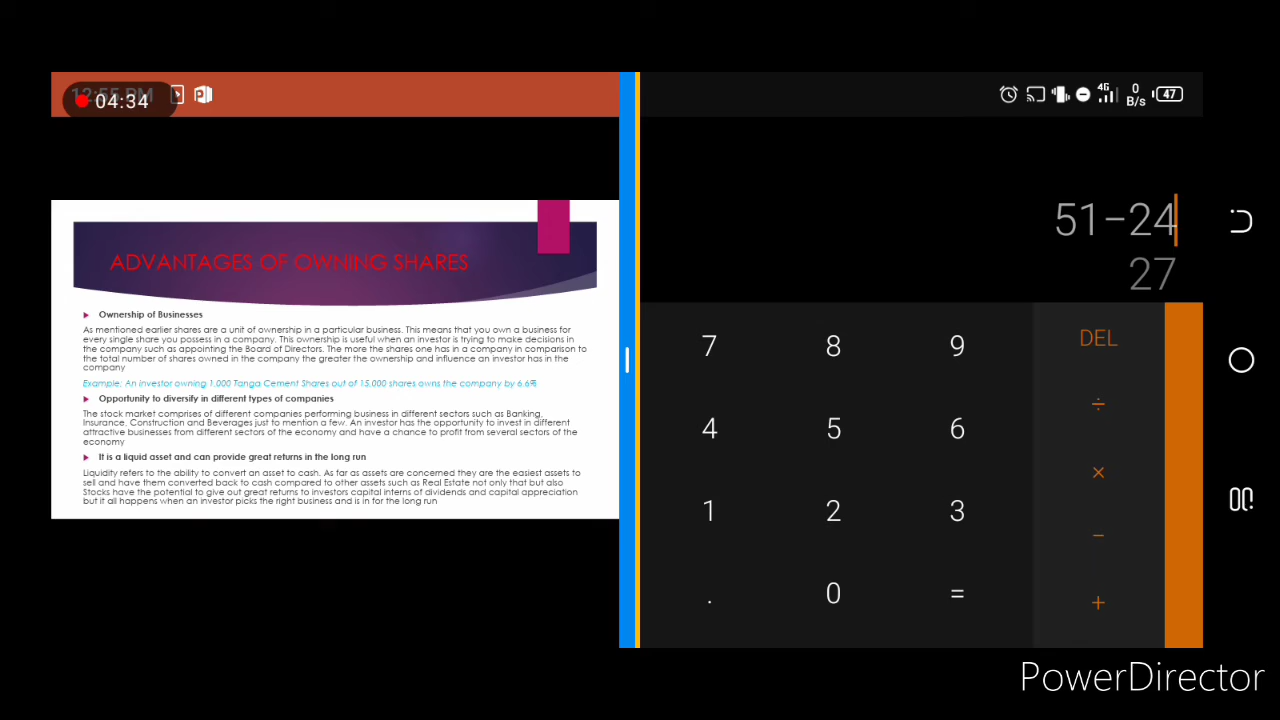 04:34
4G
0
B/s
47
ADVANTAGES OF OWNING SHARES
Ownership of Businesses
As mentioned earlier shares are a unit of ownership in a particular business. This means that you own a business for
every single share you possess in a company. This ownership is useful when an investor is trying to make decisions in
the company such as appointing the Board of Directors. The more the shares one has in a company in comparison to
the total number of shares owned in the company the greater the ownership and influence an investor has in the
company
Example: An investor owning 1,000 Tanga Cement Shares out of 15,000 shares owns the company by 6.6%
Opportunity to diversify in different types of companies
The stock market comprises of different companies performing business in different sectors such as Banking,
Insurance, Construction and Beverages just to mention a few. An investor has the opportunity to invest in different
attractive businesses from different sectors of the economy and have a chance to profit from several sectors of the
economy
It is a liquid asset and can provide great returns in the long run
Liquidity refers to the ability to convert an asset to cash. As far as assets are concerned they are the easiest assets to
sell and have them converted back to cash compared to other assets such as Real Estate not only that but also
Stocks have the potential to give out great returns to investors capital interns of dividends and capital appreciation
but it all happens when an investor picks the right business and is in for the long run
51−24
27
7 8 9 DEL
÷
4 5 6
×
1 2 3
−
. 0 =
+
PowerDirector